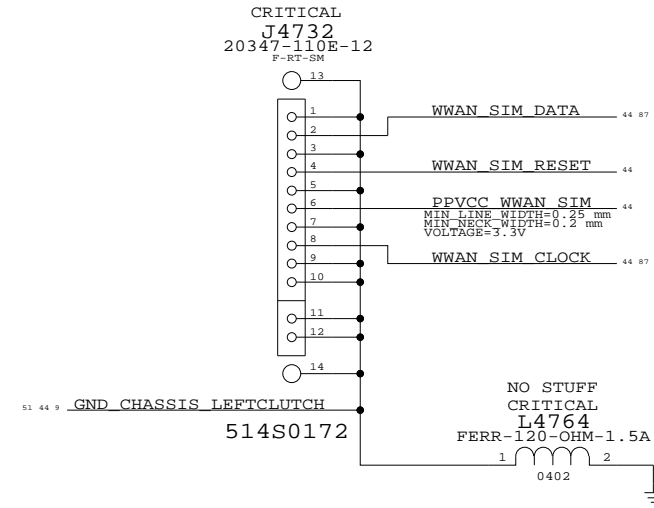 CRITICAL
J4732
20347-110E-12
F-RT-SM
13
1
WWAN_SIM_DATA 44 87
2
3
4
WWAN_SIM_RESET 44
5
6
PPVCC_WWAN_SIM 44
MIN_LINE_WIDTH=0.25 mm
MIN_NECK_WIDTH=0.2 mm
VOLTAGE=3.3V
7
8
9
WWAN_SIM_CLOCK 44 87
10
11
12
14
51 44 9 GND_CHASSIS_LEFTCLUTCH
514S0172
NO STUFF
CRITICAL
L4764
FERR-120-OHM-1.5A
1 2
0402